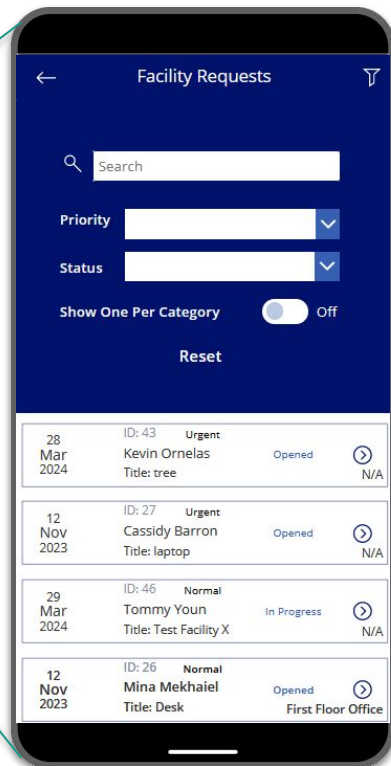 Facility Requests
Search
Priority
Status
Show One Per Category Off
Reset
28 Mar 2024
ID: 43 Urgent
Kevin Ornelas
Title: tree
Opened
N/A
12 Nov 2023
ID: 27 Urgent
Cassidy Barron
Title: laptop
Opened
N/A
29 Mar 2024
ID: 46 Normal
Tommy Youn
Title: Test Facility X
In Progress
N/A
12 Nov 2023
ID: 26 Normal
Mina Mekhaiel
Title: Desk
Opened
First Floor Office